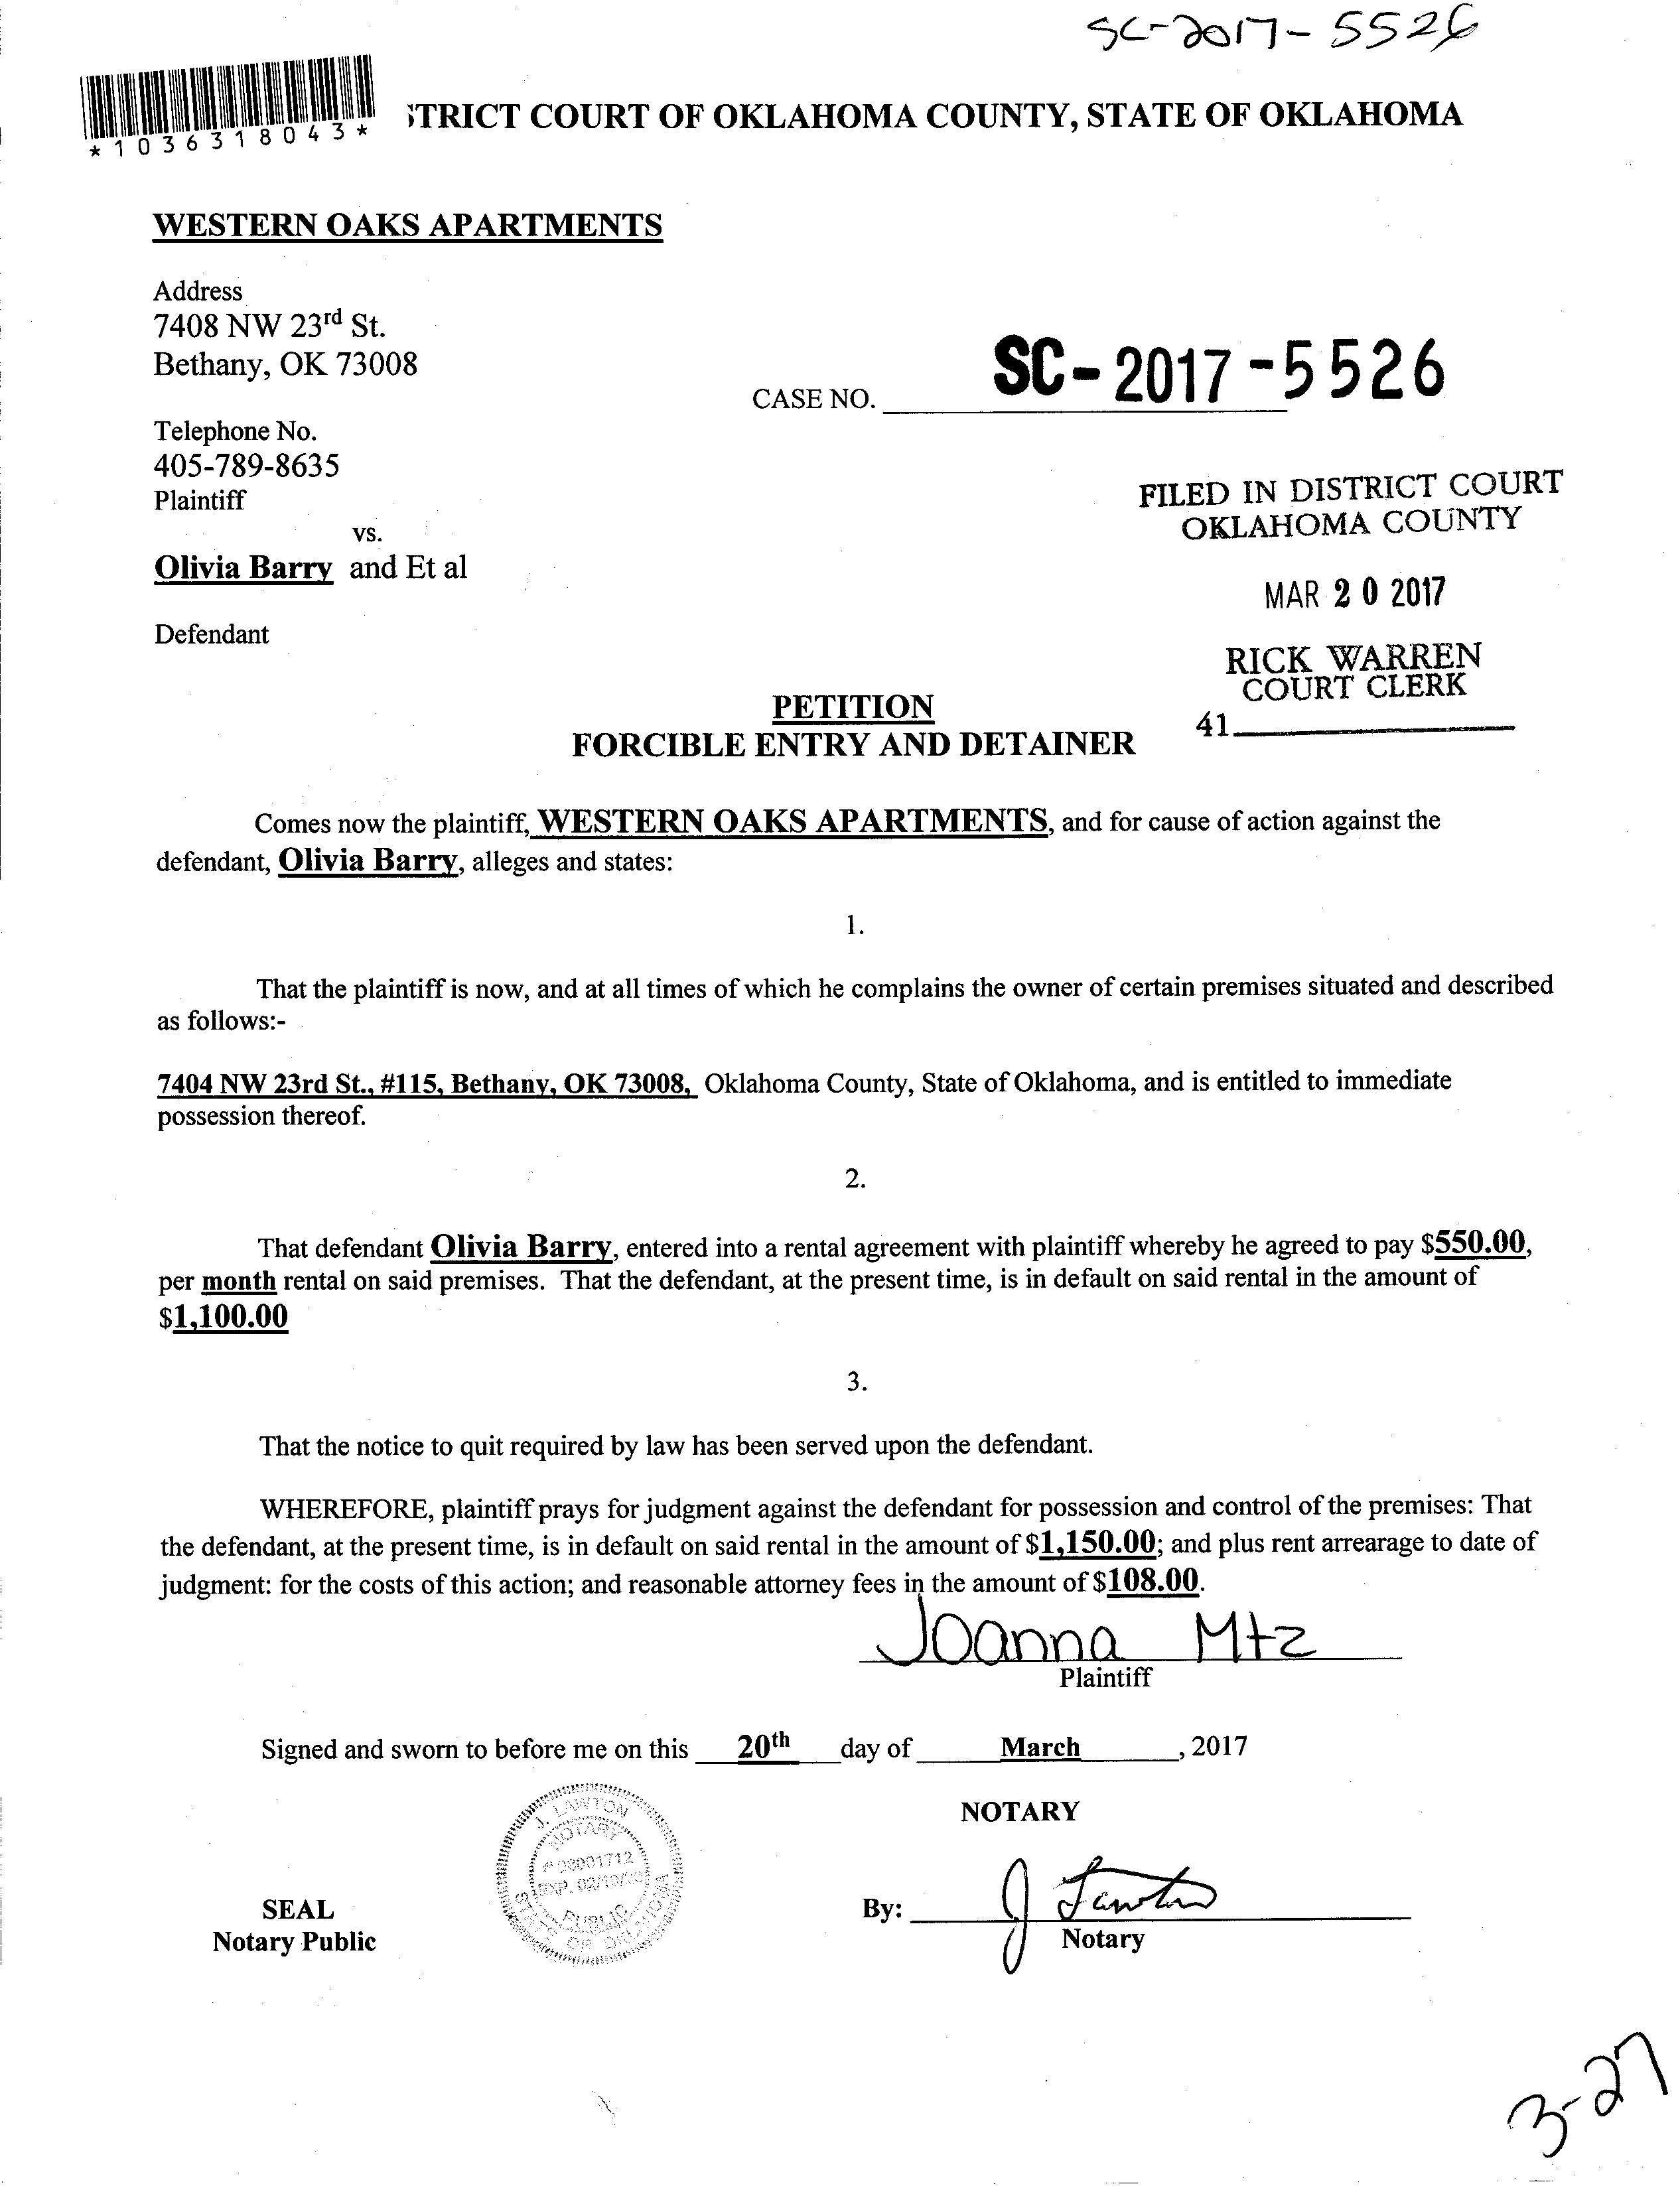 SC-2017-5526
*1036318043*
TRICT COURT OF OKLAHOMA COUNTY, STATE OF OKLAHOMA
WESTERN OAKS APARTMENTS
Address
7408 NW 23rd St.
Bethany, OK 73008
CASE NO. SC-2017-5526
Telephone No.
405-789-8635
Plaintiff
vs.
Olivia Barry and Et al
Defendant
FILED IN DISTRICT COURT
OKLAHOMA COUNTY
MAR 20 2017
RICK WARREN
COURT CLERK
41
PETITION
FORCIBLE ENTRY AND DETAINER
Comes now the plaintiff, WESTERN OAKS APARTMENTS, and for cause of action against the
defendant, Olivia Barry, alleges and states:
1.
That the plaintiff is now, and at all times of which he complains the owner of certain premises situated and described
as follows:-
7404 NW 23rd St., #115, Bethany, OK 73008, Oklahoma County, State of Oklahoma, and is entitled to immediate
possession thereof.
2.
That defendant Olivia Barry, entered into a rental agreement with plaintiff whereby he agreed to pay $550.00,
per month rental on said premises. That the defendant, at the present time, is in default on said rental in the amount of
$1,100.00
3.
That the notice to quit required by law has been served upon the defendant.
WHEREFORE, plaintiff prays for judgment against the defendant for possession and control of the premises: That
the defendant, at the present time, is in default on said rental in the amount of $1,150.00; and plus rent arrearage to date of
judgment: for the costs of this action; and reasonable attorney fees in the amount of $108.00.
Joanna Mtz
Plaintiff
Signed and sworn to before me on this 20th day of March, 2017
J. LAWTON
NOTARY
PUBLIC
STATE OF OKLAHOMA
NOTARY
SEAL
Notary Public
By: J Lawton
Notary
3-27